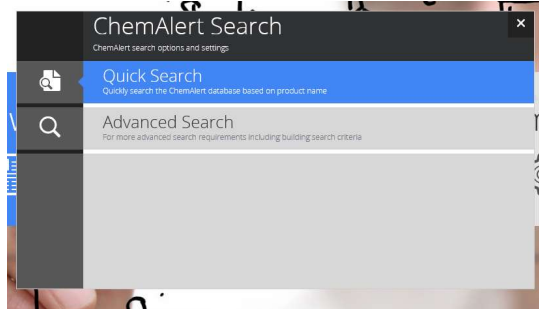 ChemAlert Search
ChemAlert search options and settings
Quick Search
Quickly search the ChemAlert database based on product name
Advanced Search
For more advanced search requirements including building search criteria